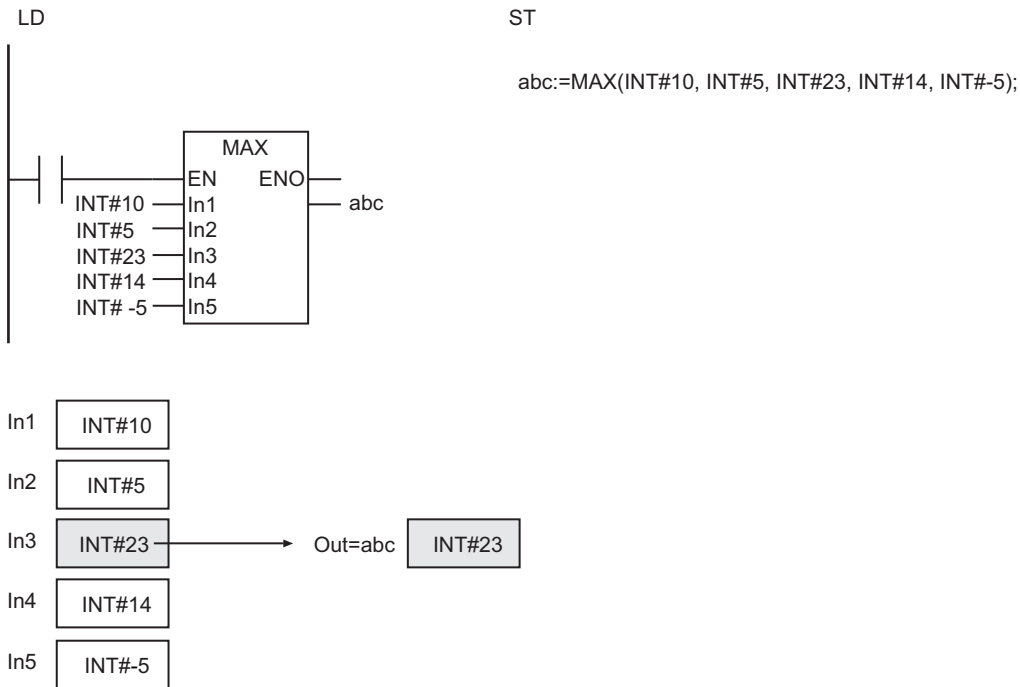 LD
ST
abc:=MAX(INT#10, INT#5, INT#23, INT#14, INT#-5);
MAX
EN ENO
INT#10 In1 abc
INT#5 In2
INT#23 In3
INT#14 In4
INT# -5 In5
In1 INT#10
In2 INT#5
In3 INT#23 Out=abc INT#23
In4 INT#14
In5 INT#-5